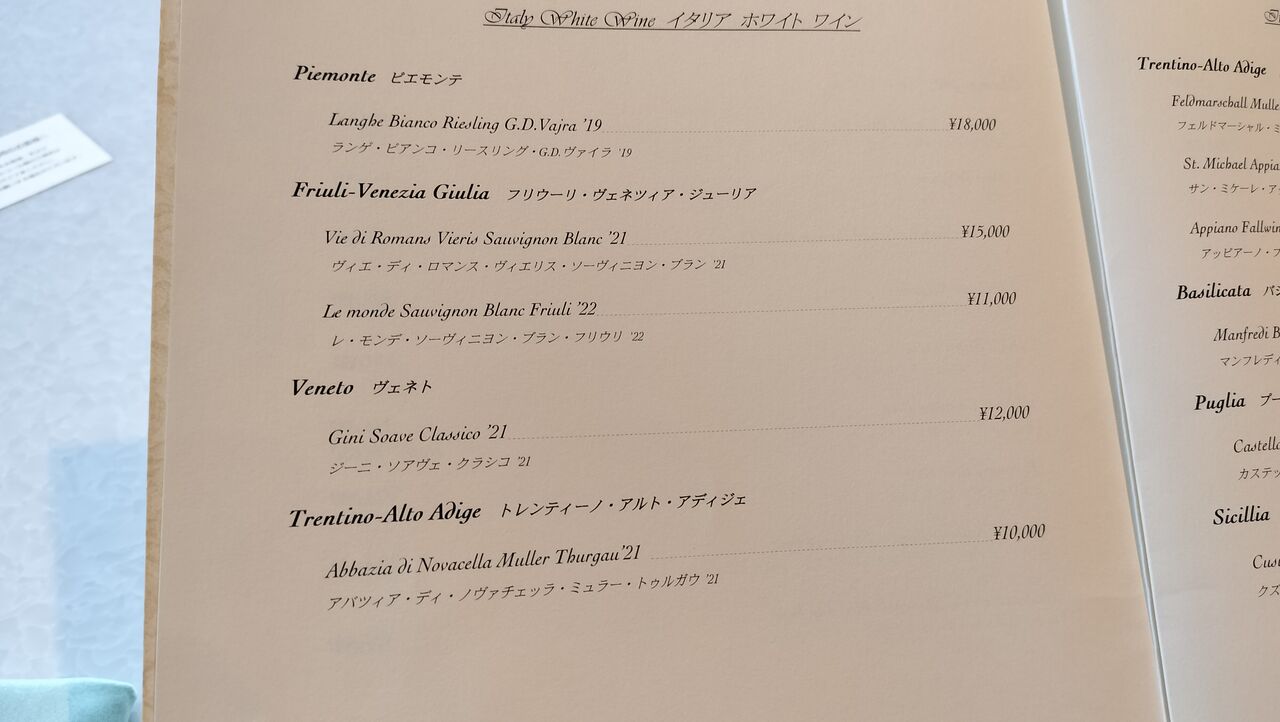 Italy White Wine イタリア ホワイト ワイン
Piemonte ピエモンテ
Langhe Bianco Riesling G.D.Vajra '19 ¥18,000
ランゲ・ビアンコ・リースリング・G.D.ヴァイラ '19
Friuli-Venezia Giulia フリウーリ・ヴェネツィア・ジューリア
Vie di Romans Vieris Sauvignon Blanc '21 ¥15,000
ヴィエ・ディ・ロマンス・ヴィエリス・ソーヴィニヨン・ブラン '21
Le monde Sauvignon Blanc Friuli '22 ¥11,000
レ・モンデ・ソーヴィニヨン・ブラン・フリウリ '22
Veneto ヴェネト
Gini Soave Classico '21 ¥12,000
ジーニ・ソアヴェ・クラシコ '21
Trentino-Alto Adige トレンティーノ・アルト・アディジェ
Abbazia di Novacella Muller Thurgau'21 ¥10,000
アバツィア・ディ・ノヴァチェッラ・ミュラー・トゥルガウ '21
Trentino-Alto Adige
Feldmarschall Mulle
フェルドマーシャル・ミ
St. Michael Appia
サン・ミケーレ・ア
Appiano Fallwin
アッピアーノ・フ
Basilicata バジ
Manfredi B
マンフレディ
Puglia プー
Castello
カステッ
Sicillia
Cusu
クズ